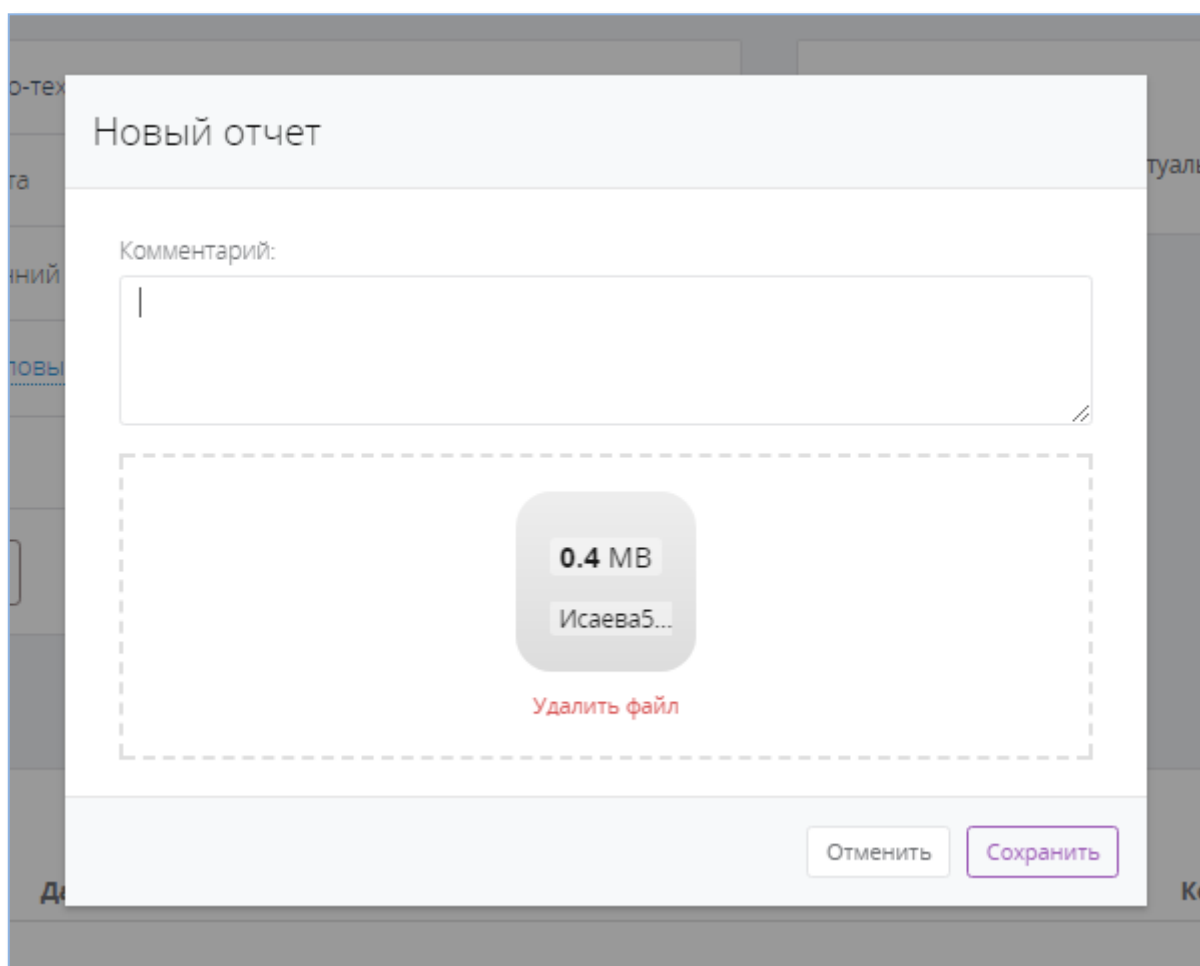 Новый отчет
Комментарий:
0.4 MB
Исаева5...
Удалить файл
Отменить
Сохранить